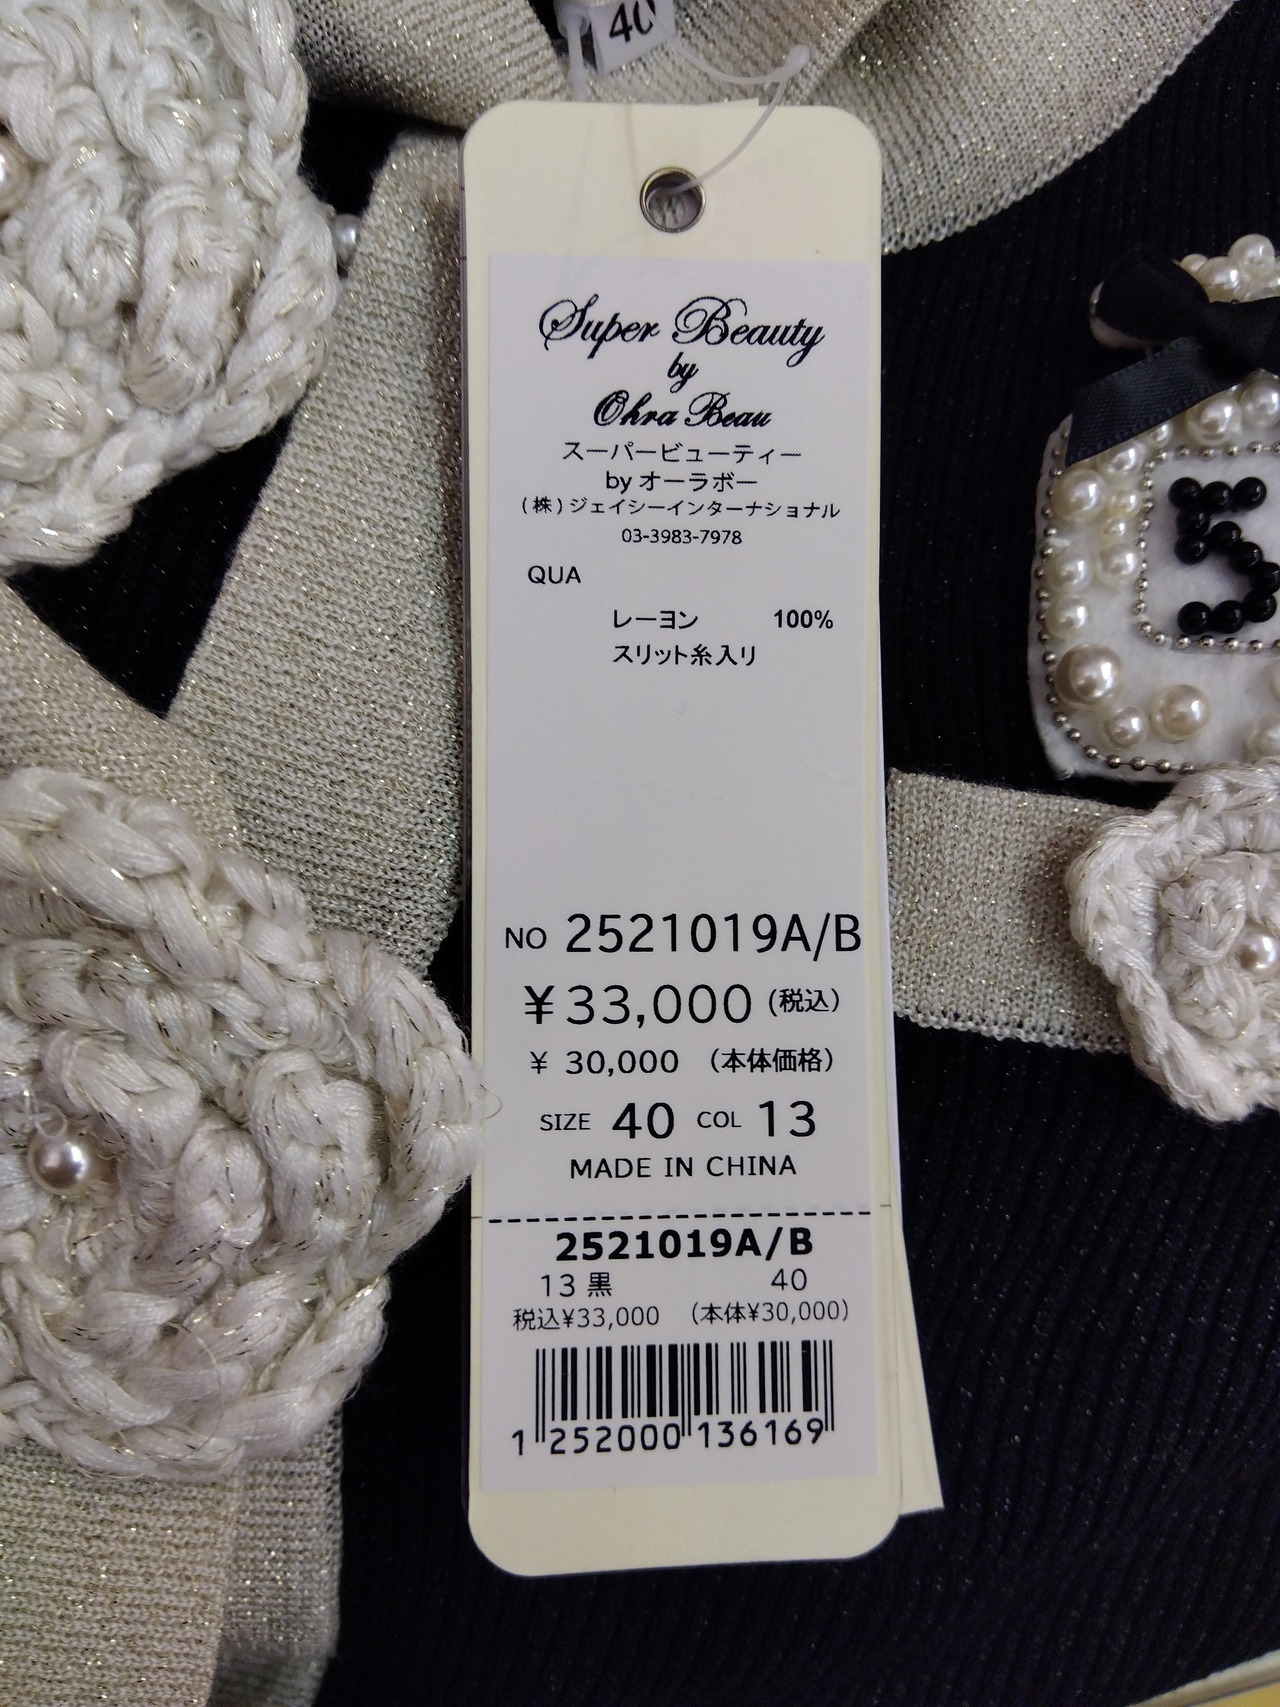 40
Super Beauty
by
Ohra Beau
スーパービューティー
by オーラボー
(株)ジェイシーインターナショナル
03-3983-7978
QUA
レーヨン 100%
スリット糸入リ
NO 2521019A/B
¥33,000 (税込)
¥ 30,000 (本体価格)
SIZE 40 COL 13
MADE IN CHINA
2521019A/B
13 黒 40
税込¥33,000 (本体¥30,000)
1 252000 136169
5